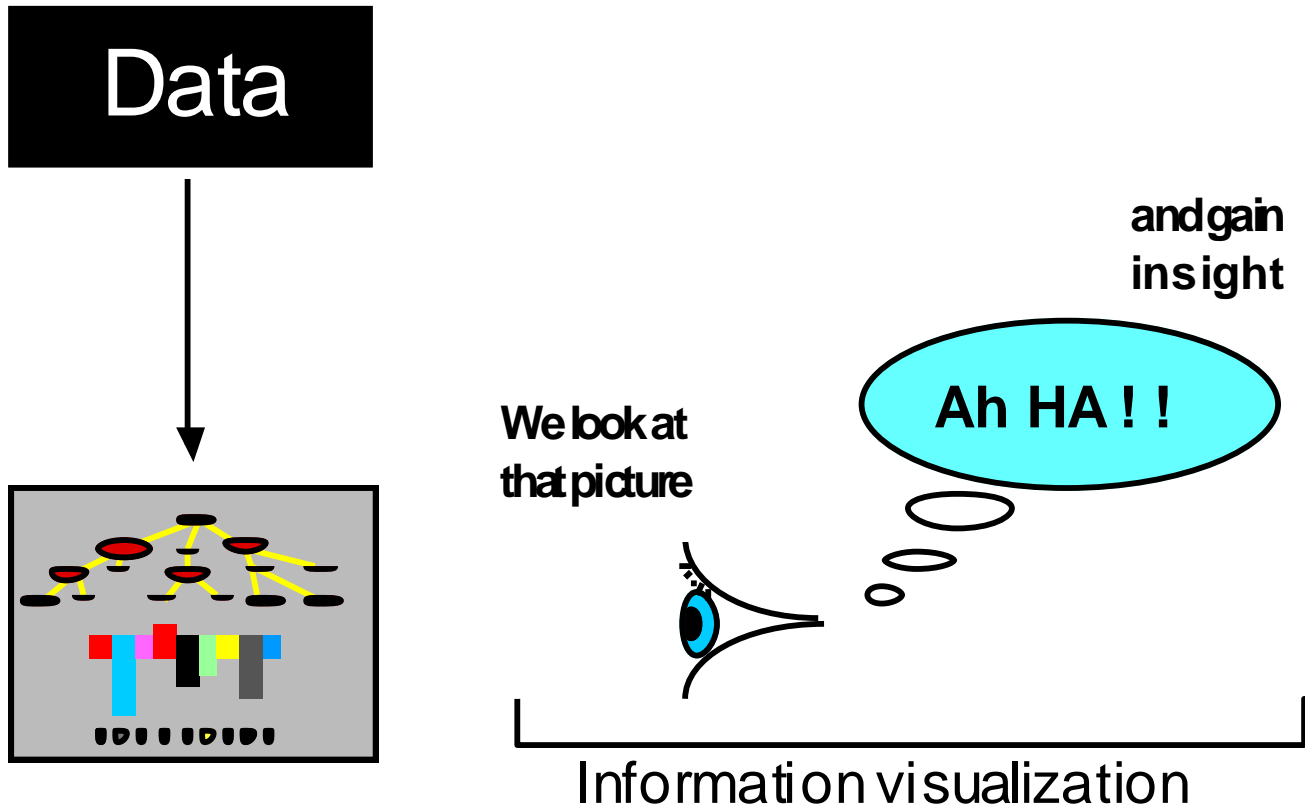 Data
We look at
that picture
and gain
insight
Ah HA ! !
Information visualization